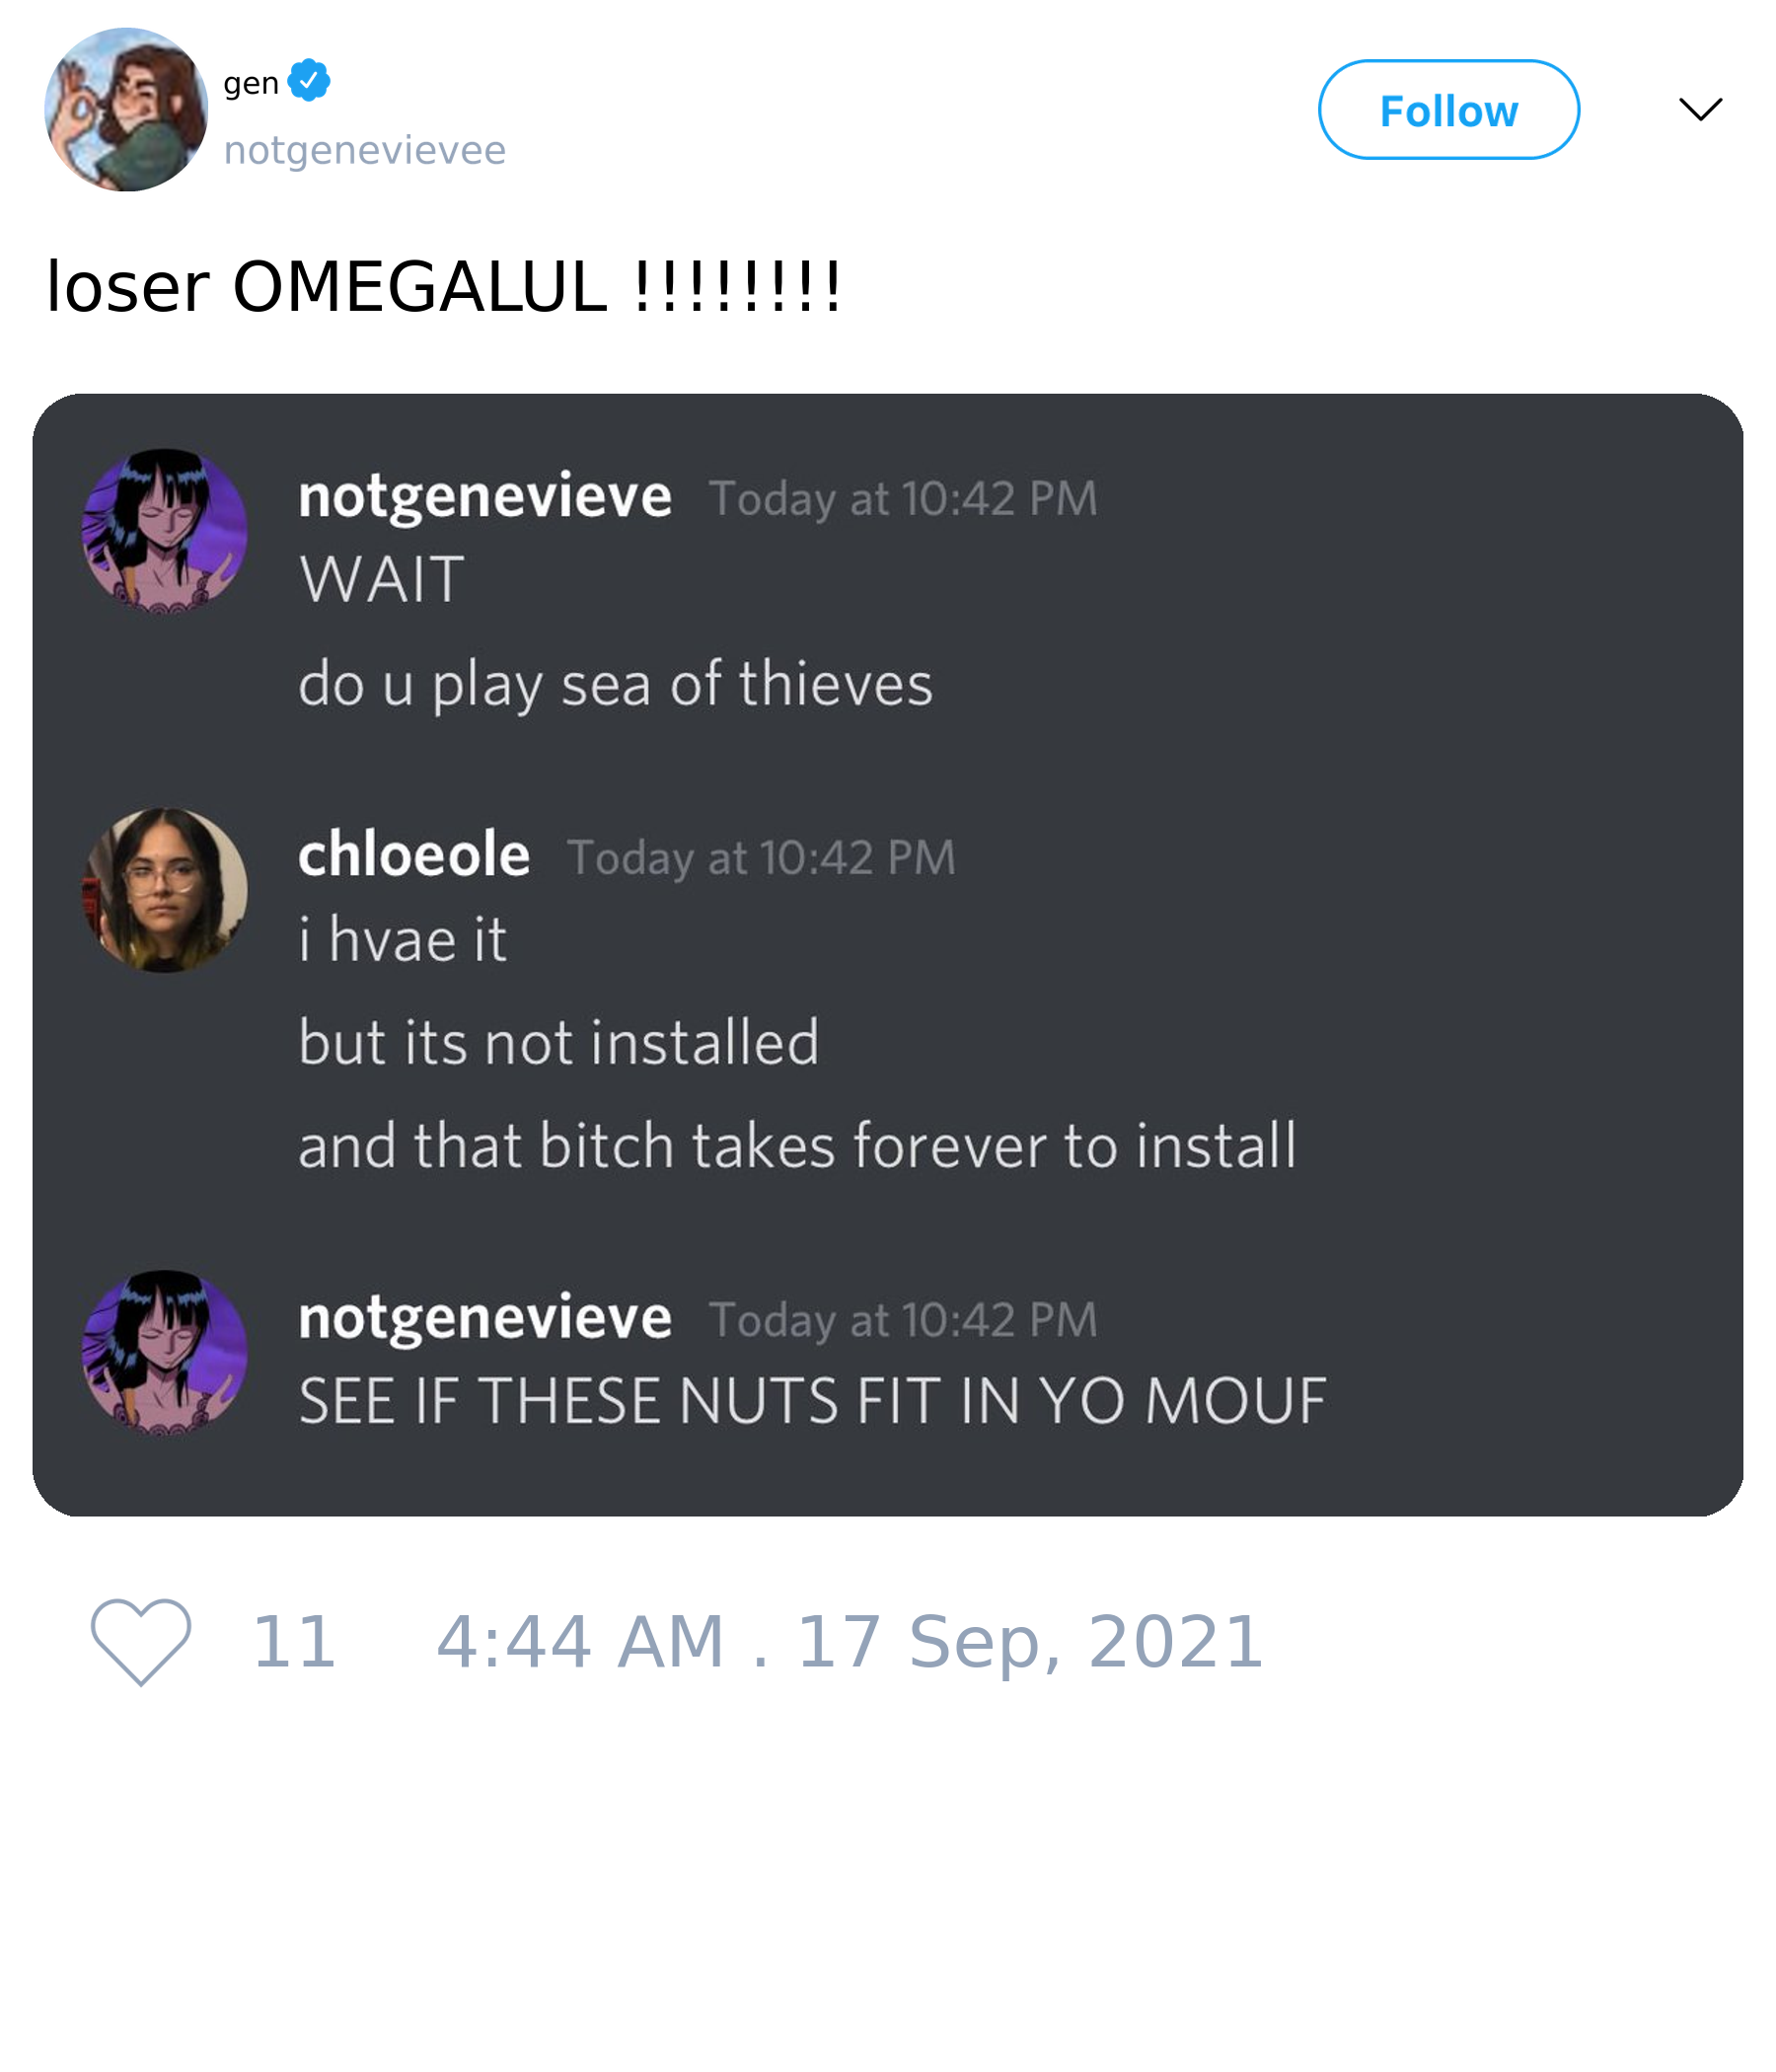 gen
notgenevievee
Follow
loser OMEGALUL !!!!!!!!
notgenevieve Today at 10:42 PM
WAIT
do u play sea of thieves
chloeole Today at 10:42 PM
i hvae it
but its not installed
and that bitch takes forever to install
notgenevieve Today at 10:42 PM
SEE IF THESE NUTS FIT IN YO MOUF
11 4:44 AM . 17 Sep, 2021